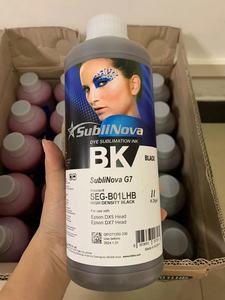 SubliNova
DYE SUBLIMATION INK
BK
BLACK
SubliNova G7
SEG-B01LHB
HIGH DENSITY BLACK
For use with
Epson DX5 Head
Epson DX7 Head